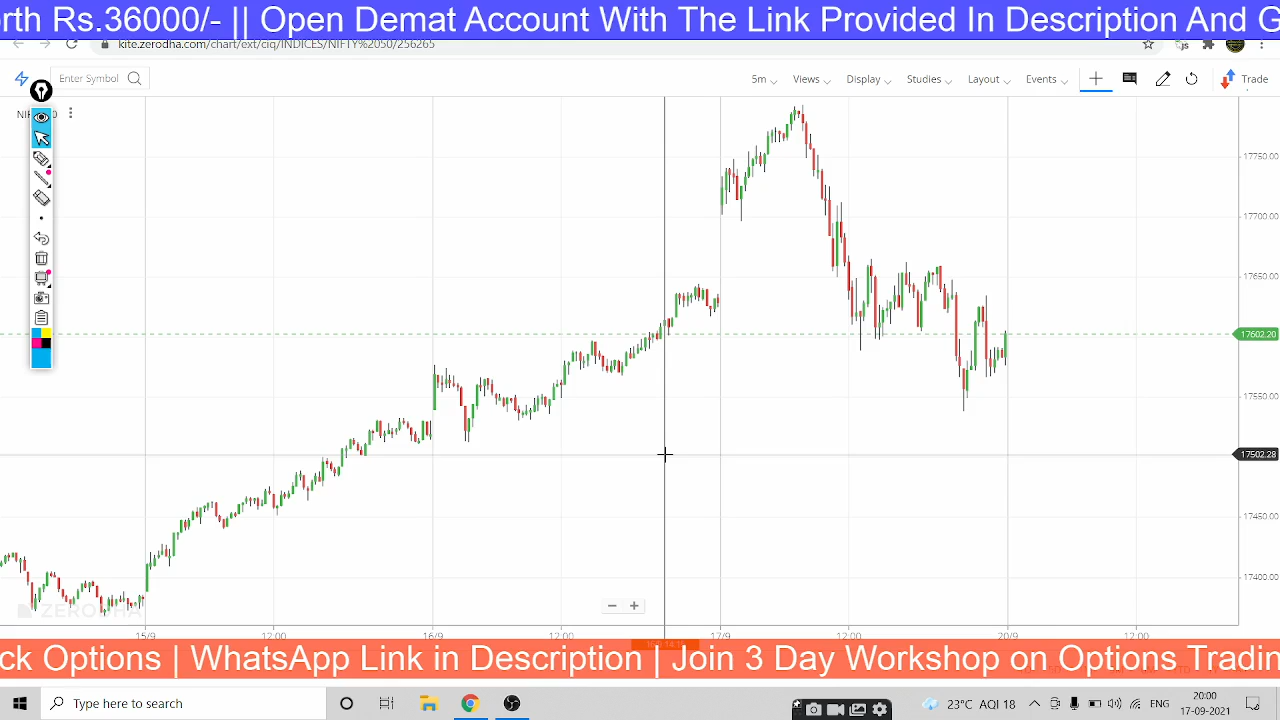 orth Rs.36000/- || Open Demat Account With The Link Provided In Description And G
kite.zerodha.com/chart/ext/ciq/INDICES/NIFTY%2050/256265
Enter Symbol
5m Views Display Studies Layout Events Trade
17750.00
17700.00
17650.00
17602.20
17550.00
17502.28
17450.00
17400.00
ZERODHA
15/9 12:00 16/9 12:00 17/9 12:00 20/9 12:00
ck Options | WhatsApp Link in Description | Join 3 Day Workshop on Options Tradin
Type here to search
23°C AQI 18
ENG
20:00
17-09-2021